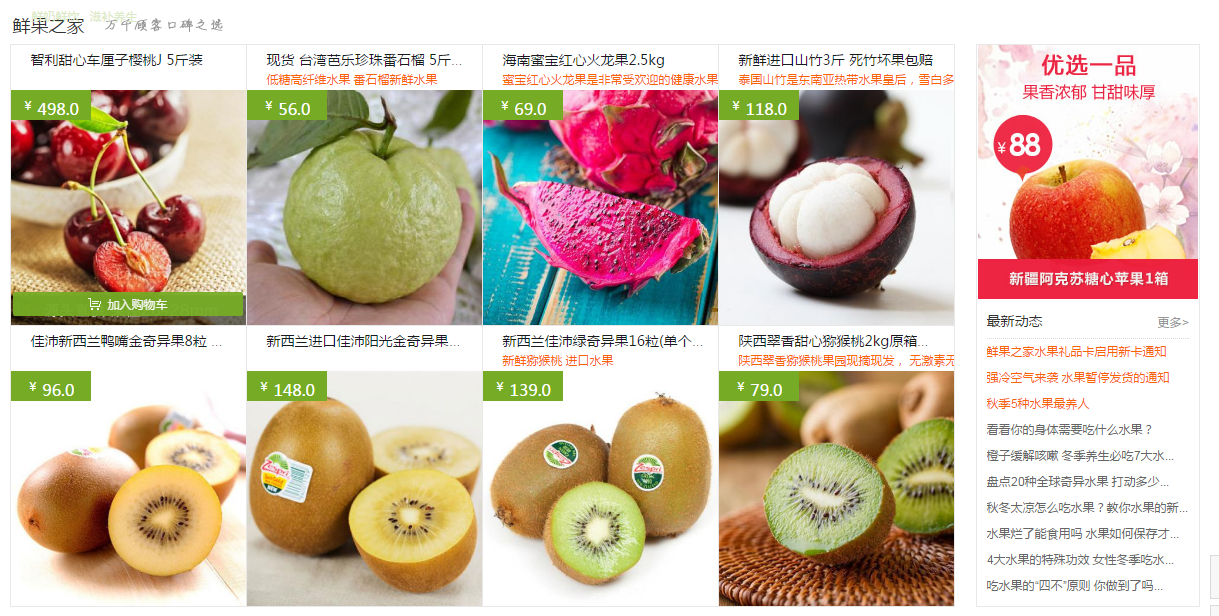 鲜奶鲜炖，滋补养生
鲜果之家 万千顾客口碑之选
智利甜心车厘子樱桃J 5斤装
¥ 498.0
加入购物车
现货 台湾芭乐珍珠番石榴 5斤...
低糖高纤维水果 番石榴新鲜水果
¥ 56.0
海南蜜宝红心火龙果2.5kg
蜜宝红心火龙果是非常受欢迎的健康水果
¥ 69.0
新鲜进口山竹3斤 死竹坏果包赔
泰国山竹是东南亚热带水果皇后，雪白多
¥ 118.0
佳沛新西兰鸭嘴金奇异果8粒 ...
¥ 96.0
新西兰进口佳沛阳光金奇异果...
¥ 148.0
Zespri
新西兰佳沛绿奇异果16粒(单个...
新鲜猕猴桃 进口水果
¥ 139.0
陕西翠香甜心猕猴桃2kg原箱...
陕西翠香猕猴桃果园现摘现发， 无激素无
¥ 79.0
优选一品
果香浓郁 甘甜味厚
¥88
新疆阿克苏糖心苹果1箱
最新动态 更多>
鲜果之家水果礼品卡启用新卡通知
强冷空气来袭 水果暂停发货的通知
秋季5种水果最养人
看看你的身体需要吃什么水果？
橙子缓解咳嗽 冬季养生必吃7大水...
盘点20种全球奇异水果 打动多少...
秋冬太凉怎么吃水果？教你水果的新...
水果烂了能食用吗 水果如何保存才...
4大水果的特殊功效 女性冬季吃水...
吃水果的“四不”原则 你做到了吗...